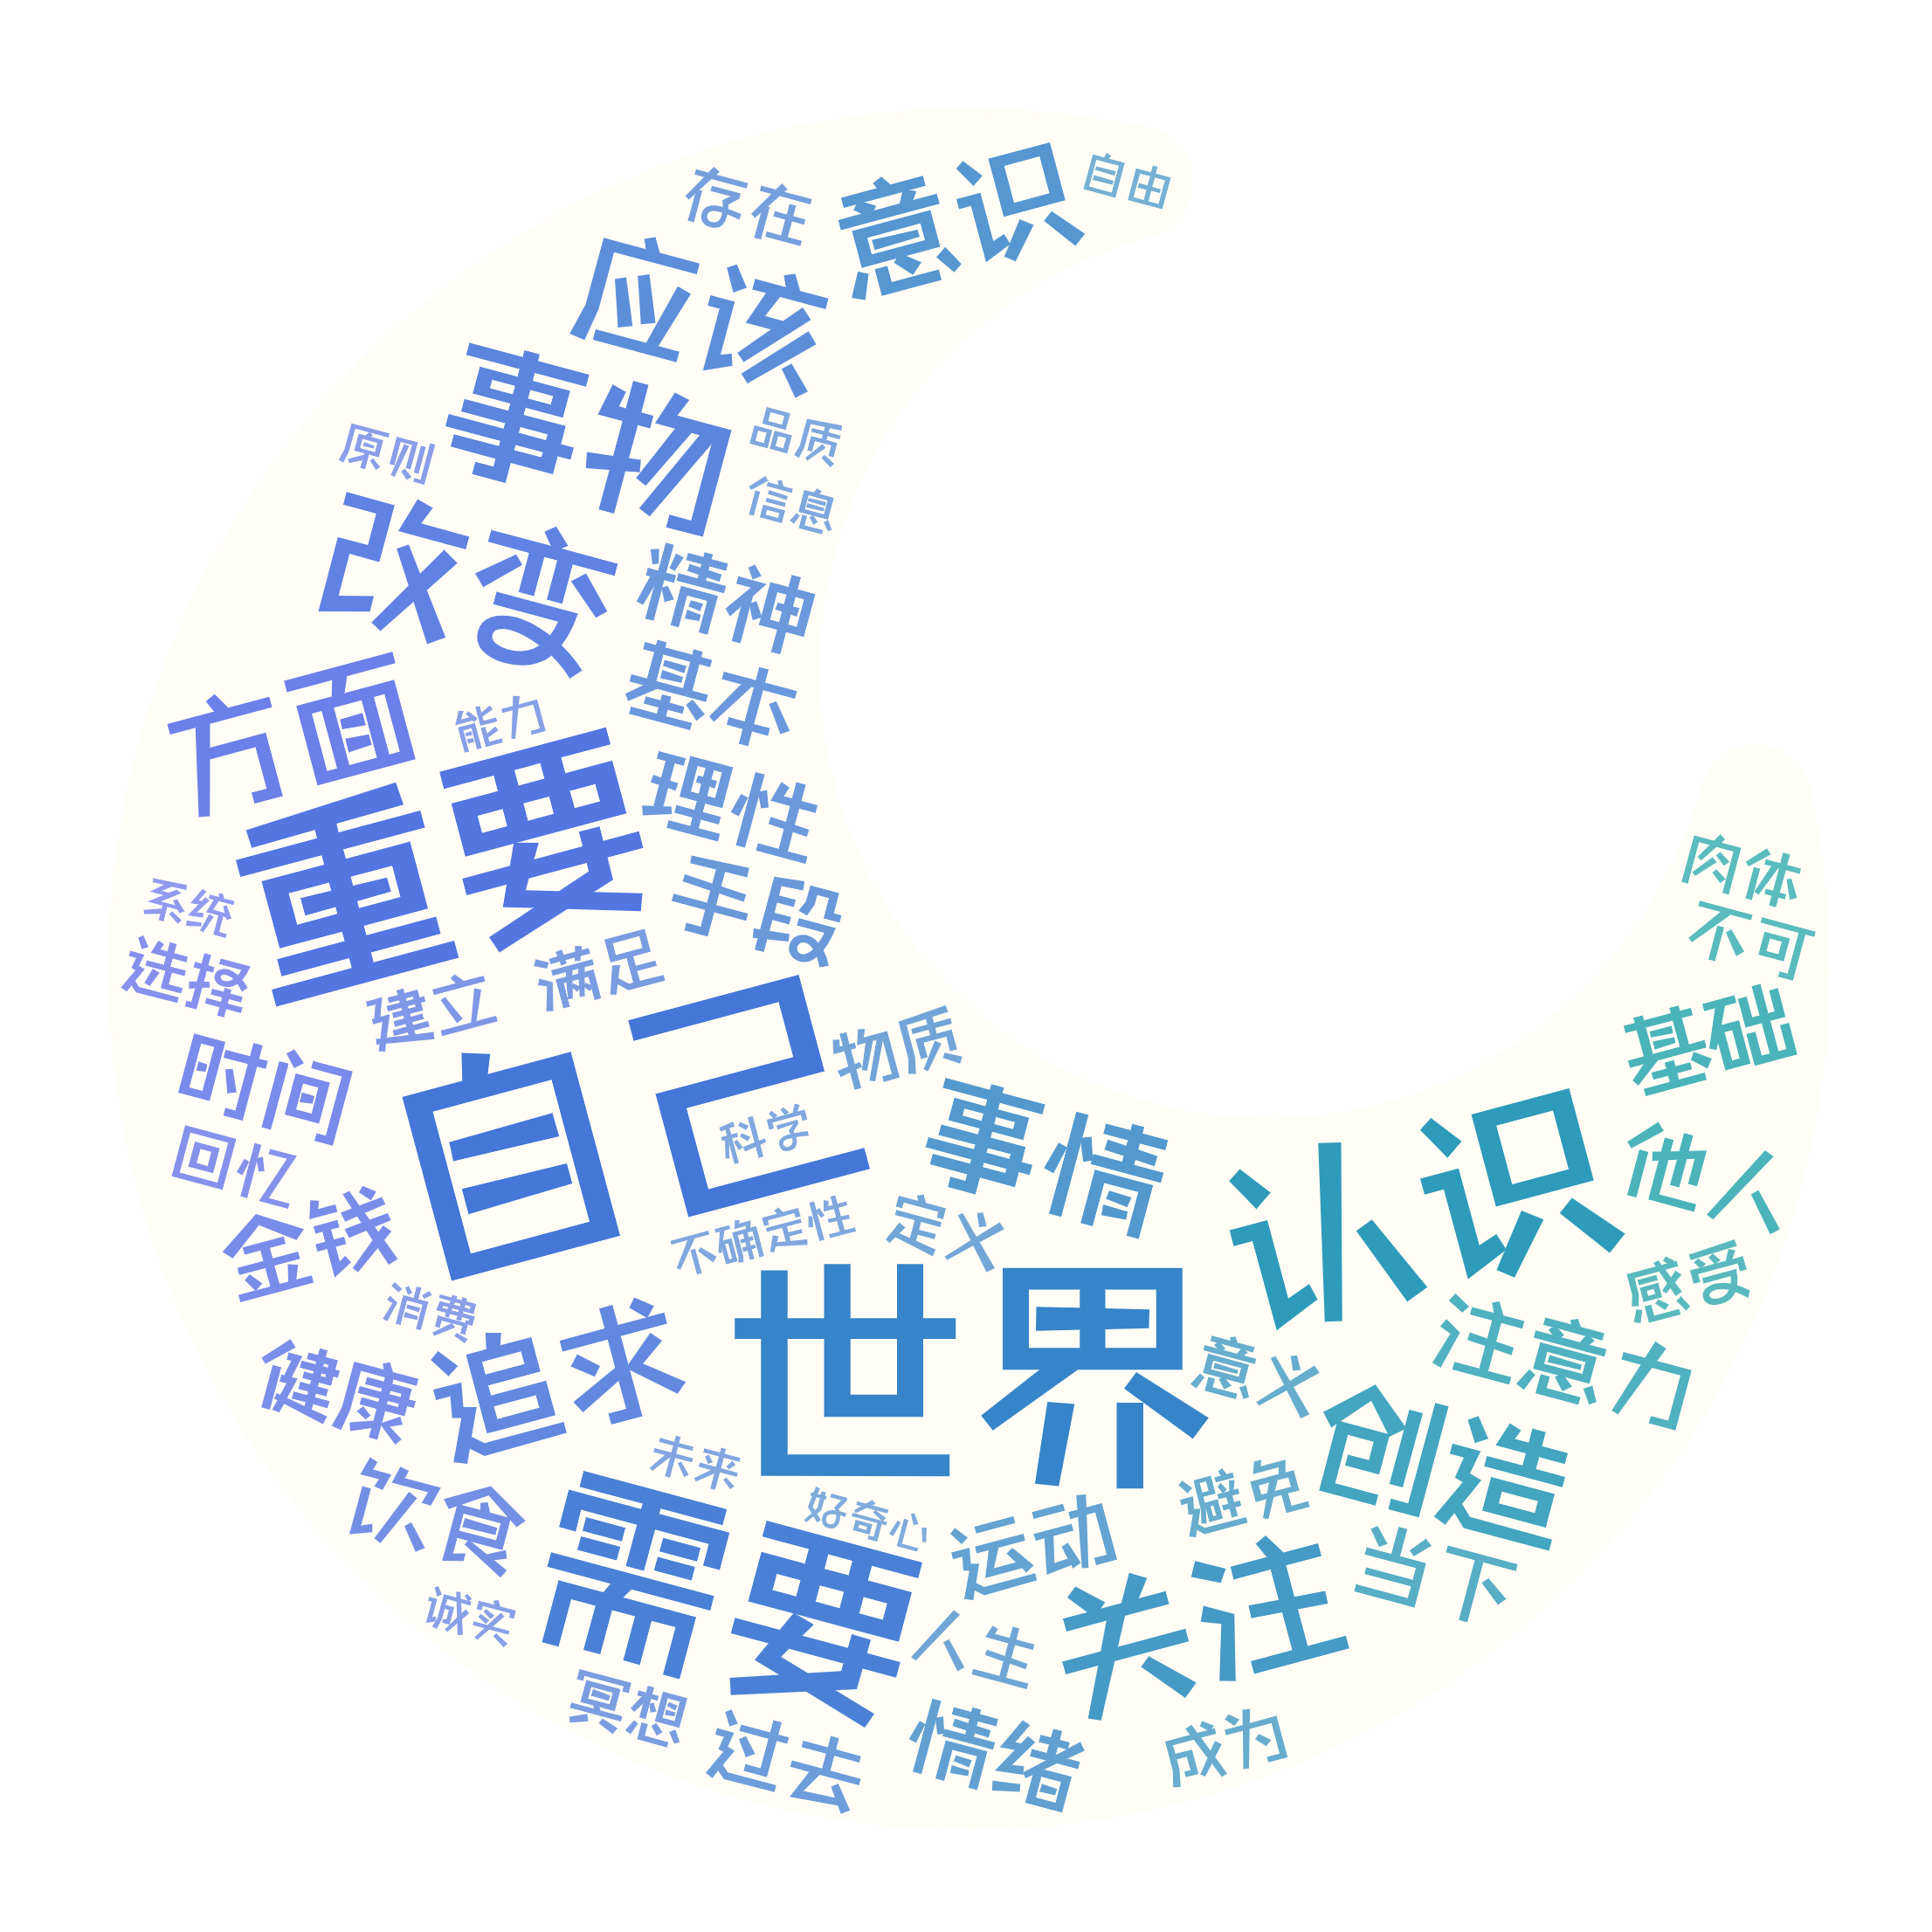 存在
意识
自由
应该
事物
原则
品质
信息
改变
精神
基本
方面
能力
重要
理性
手段
肉体
不可
系统
选择
满足
建立
基础
时间
自己
物质
科学
事情
认识
他人
回忆
金钱
不确定性
定义
感受
消费
追求
世界
意义
注意力
健康
创造
饮食
未来
需要
好奇心
运动
避免
当下
诚实
人生
关注
冥想
过去
情绪
成为